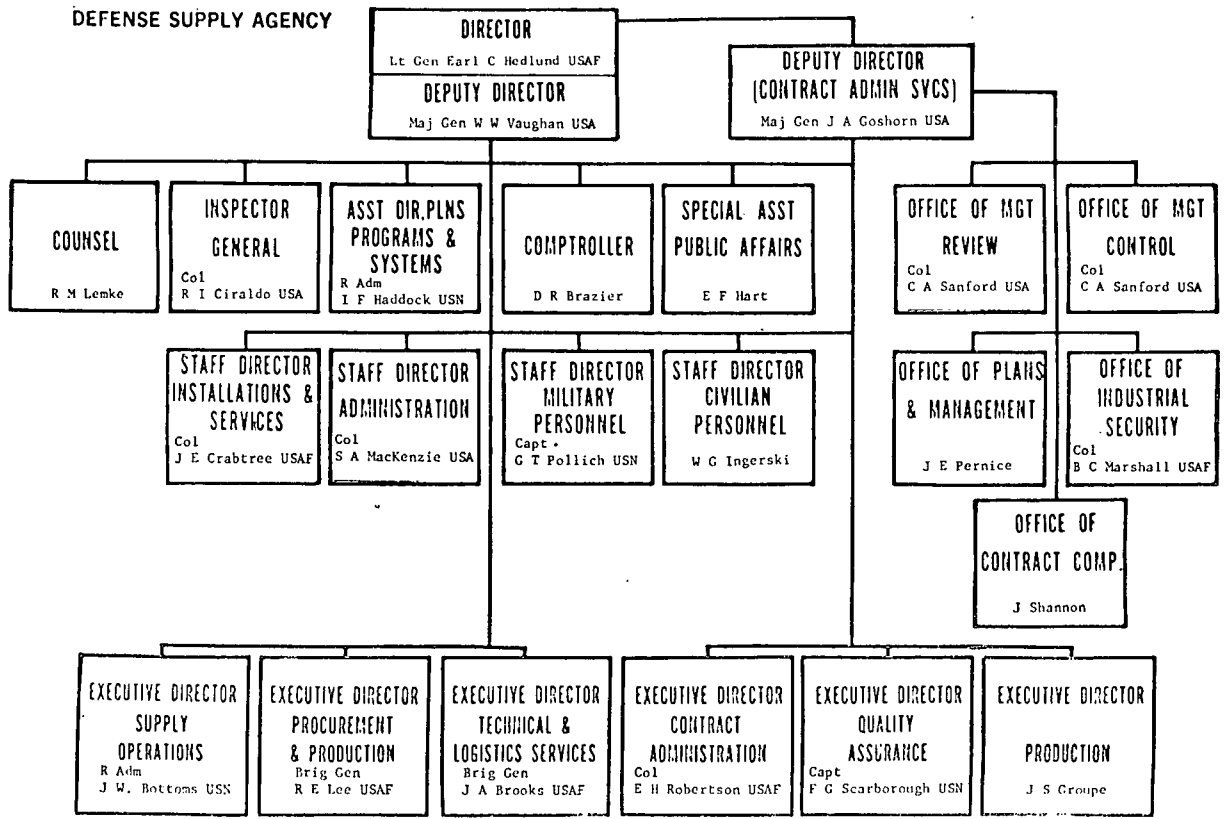 DEFENSE SUPPLY AGENCY
DIRECTOR
Lt Gen Earl C Hedlund USAF
DEPUTY DIRECTOR
Maj Gen W W Vaughan USA
DEPUTY DIRECTOR
(CONTRACT ADMIN SVCS)
Maj Gen J A Goshorn USA
COUNSEL
R M Lemke
INSPECTOR
GENERAL
Col
R I Ciraldo USA
ASST DIR,PLNS
PROGRAMS &
SYSTEMS
R Adm
I F Haddock USN
COMPTROLLER
D R Brazier
SPECIAL ASST
PUBLIC AFFAIRS
E F Hart
OFFICE OF MGT
REVIEW
Col
C A Sanford USA
OFFICE OF MGT
CONTROL
Col
C A Sanford USA
STAFF DIRECTOR
INSTALLATIONS &
SERVICES
Col
J E Crabtree USAF
STAFF DIRECTOR
ADMINISTRATION
Col
S A MacKenzie USA
STAFF DIRECTOR
MILITARY
PERSONNEL
Capt
G T Pollich USN
STAFF DIRECTOR
CIVILIAN
PERSONNEL
W G Ingerski
OFFICE OF PLANS
& MANAGEMENT
J E Pernice
OFFICE OF
INDUSTRIAL
SECURITY
Col
B C Marshall USAF
OFFICE OF
CONTRACT COMP.
J Shannon
EXECUTIVE DIRECTOR
SUPPLY
OPERATIONS
R Adm
J W. Bottoms USN
EXECUTIVE DIRECTOR
PROCUREMENT
& PRODUCTION
Brig Gen
R E Lee USAF
EXECUTIVE DIRECTOR
TECHNICAL &
LOGISTICS SERVICES
Brig Gen
J A Brooks USAF
EXECUTIVE DIRECTOR
CONTRACT
ADMINISTRATION
Col
E H Robertson USAF
EXECUTIVE DIRECTOR
QUALITY
ASSURANCE
Capt
F G Scarborough USN
EXECUTIVE DIRECTOR
PRODUCTION
J S Groupe